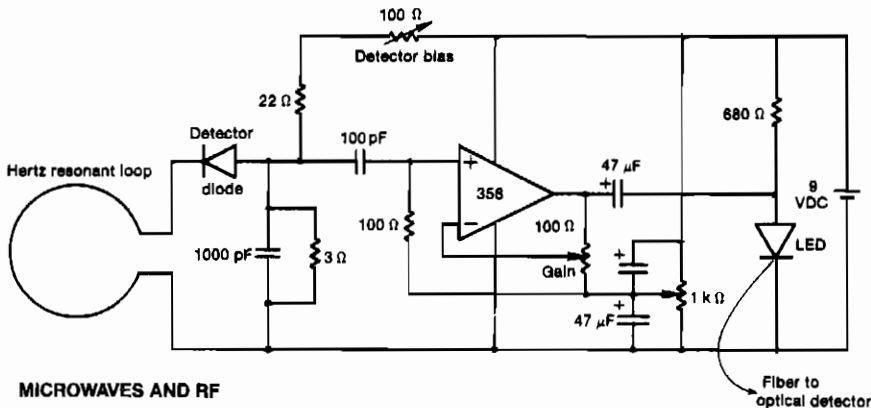 100 Ω
Detector bias
22 Ω
Detector
diode
100 pF
Hertz resonant loop
1000 pF
3 Ω
100 Ω
+
358
−
47 μF
+
100 Ω
Gain
+
+
47 μF
1 kΩ
680 Ω
9
VDC
LED
MICROWAVES AND RF
Fiber to
optical detector